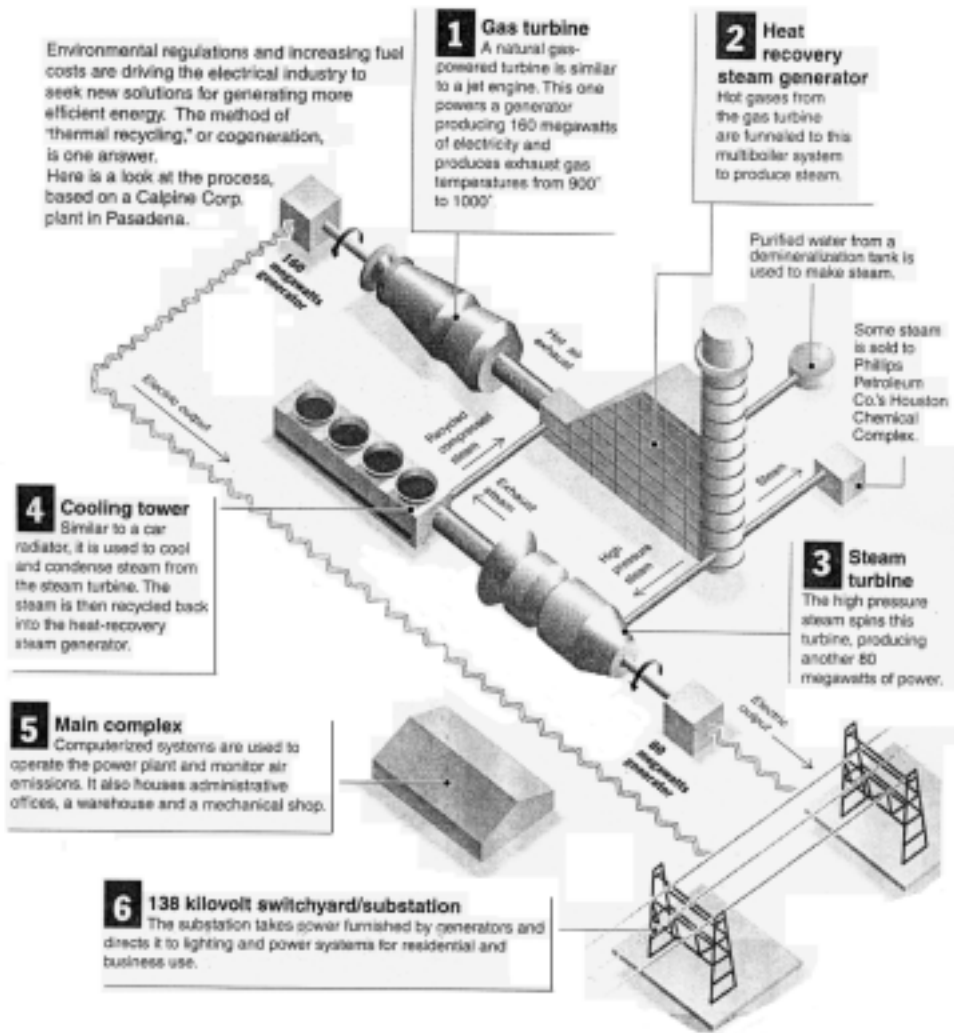 Environmental regulations and increasing fuel
costs are driving the electrical industry to
seek new solutions for generating more
efficient energy. The method of
"thermal recycling," or cogeneration,
is one answer.
Here is a look at the process,
based on a Calpine Corp.
plant in Pasadena.
1 Gas turbine
A natural gas-
powered turbine is similar
to a jet engine. This one
powers a generator
producing 160 megawatts
of electricity and
produces exhaust gas
temperatures from 900°
to 1000°.
2 Heat
recovery
steam generator
Hot gases from
the gas turbine
are funneled to this
multiboiler system
to produce steam.
Purified water from a
demineralization tank is
used to make steam.
Some steam
is sold to
Phillips
Petroleum
Co.'s Houston
Chemical
Complex.
160
megawatts
generator
Hot air
exhaust
Electric output
Recycled
compressed
steam
Exhaust
steam
High
pressure
steam
Steam
4 Cooling tower
Similar to a car
radiator, it is used to cool
and condense steam from
the steam turbine. The
steam is then recycled back
into the heat-recovery
steam generator.
3 Steam
turbine
The high pressure
steam spins this
turbine, producing
another 80
megawatts of power.
80
megawatts
generator
Electric
output
5 Main complex
Computerized systems are used to
operate the power plant and monitor air
emissions. It also houses administrative
offices, a warehouse and a mechanical shop.
6 138 kilovolt switchyard/substation
The substation takes power furnished by generators and
directs it to lighting and power systems for residential and
business use.